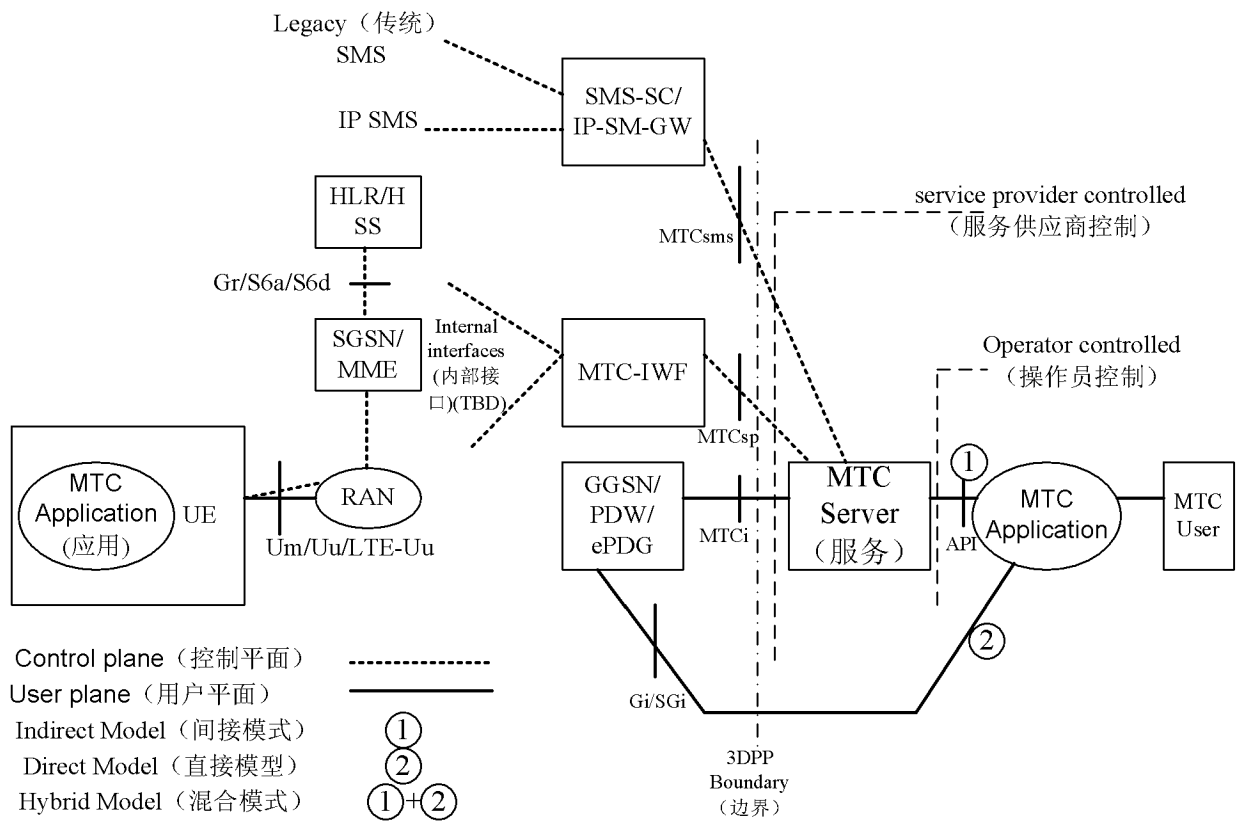 Legacy（传统）
SMS
IP SMS
SMS-SC/
IP-SM-GW
HLR/H
SS
Gr/S6a/S6d
SGSN/
MME
Internal
interfaces
(内部接
口)(TBD)
MTC-IWF
MTCsms
service provider controlled
（服务供应商控制）
Operator controlled
（操作员控制）
MTCsp
MTC
Application
(应用)
UE
RAN
Um/Uu/LTE-Uu
GGSN/
PDW/
ePDG
MTCi
MTC
Server
（服务）
1
API
MTC
Application
MTC
User
2
Gi/SGi
3DPP
Boundary
（边界）
Control plane（控制平面）
User plane（用户平面）
Indirect Model（间接模式） 1
Direct Model（直接模型） 2
Hybrid Model（混合模式） 1+2